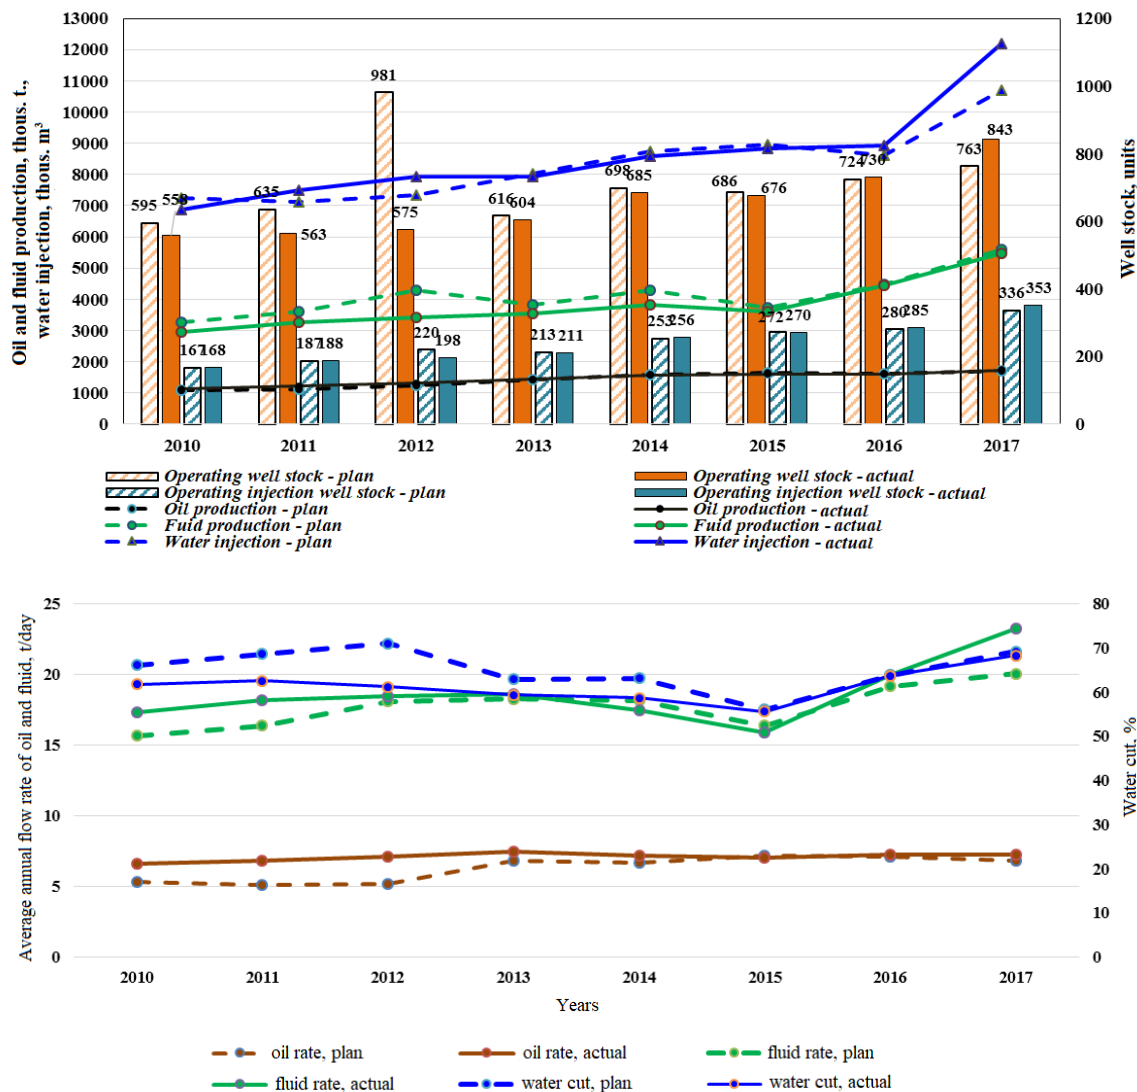 13000
12000
11000
10000
9000
8000
7000
6000
5000
4000
3000
2000
1000
0
Oil and fluid production, thous. t.,
water injection, thous. m³
1200
1000
800
600
400
200
0
Well stock, units
595 558 635 981 575 616 604 698 685 686 676 724 730 763 843
563
167 168 187 188 220 198 213 211 253 256 272 270 280 285 336 353
2010 2011 2012 2013 2014 2015 2016 2017
Operating well stock - plan
Operating well stock - actual
Operating injection well stock - plan
Operating injection well stock - actual
Oil production - plan
Oil production - actual
Fuid production - plan
Fuid production - actual
Water injection - plan
Water injection - actual
25
20
15
10
5
0
Average annual flow rate of oil and fluid, t/day
80
70
60
50
40
30
20
10
0
Water cut, %
2010 2011 2012 2013 2014 2015 2016 2017
Years
oil rate, plan
oil rate, actual
fluid rate, plan
fluid rate, actual
water cut, plan
water cut, actual